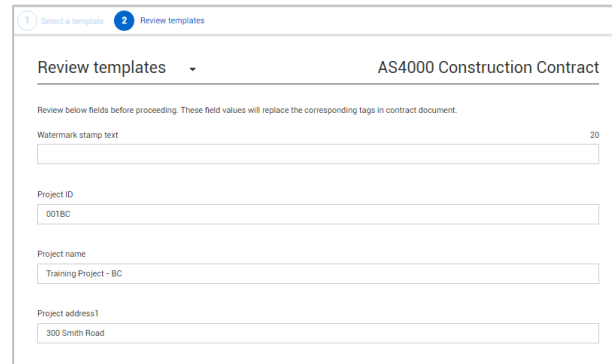 1 Select a template 2 Review templates
Review templates AS4000 Construction Contract
Review below fields before proceeding. These field values will replace the corresponding tags in contract document.
Watermark stamp text 20
Project ID
001BC
Project name
Training Project - BC
Project address1
300 Smith Road